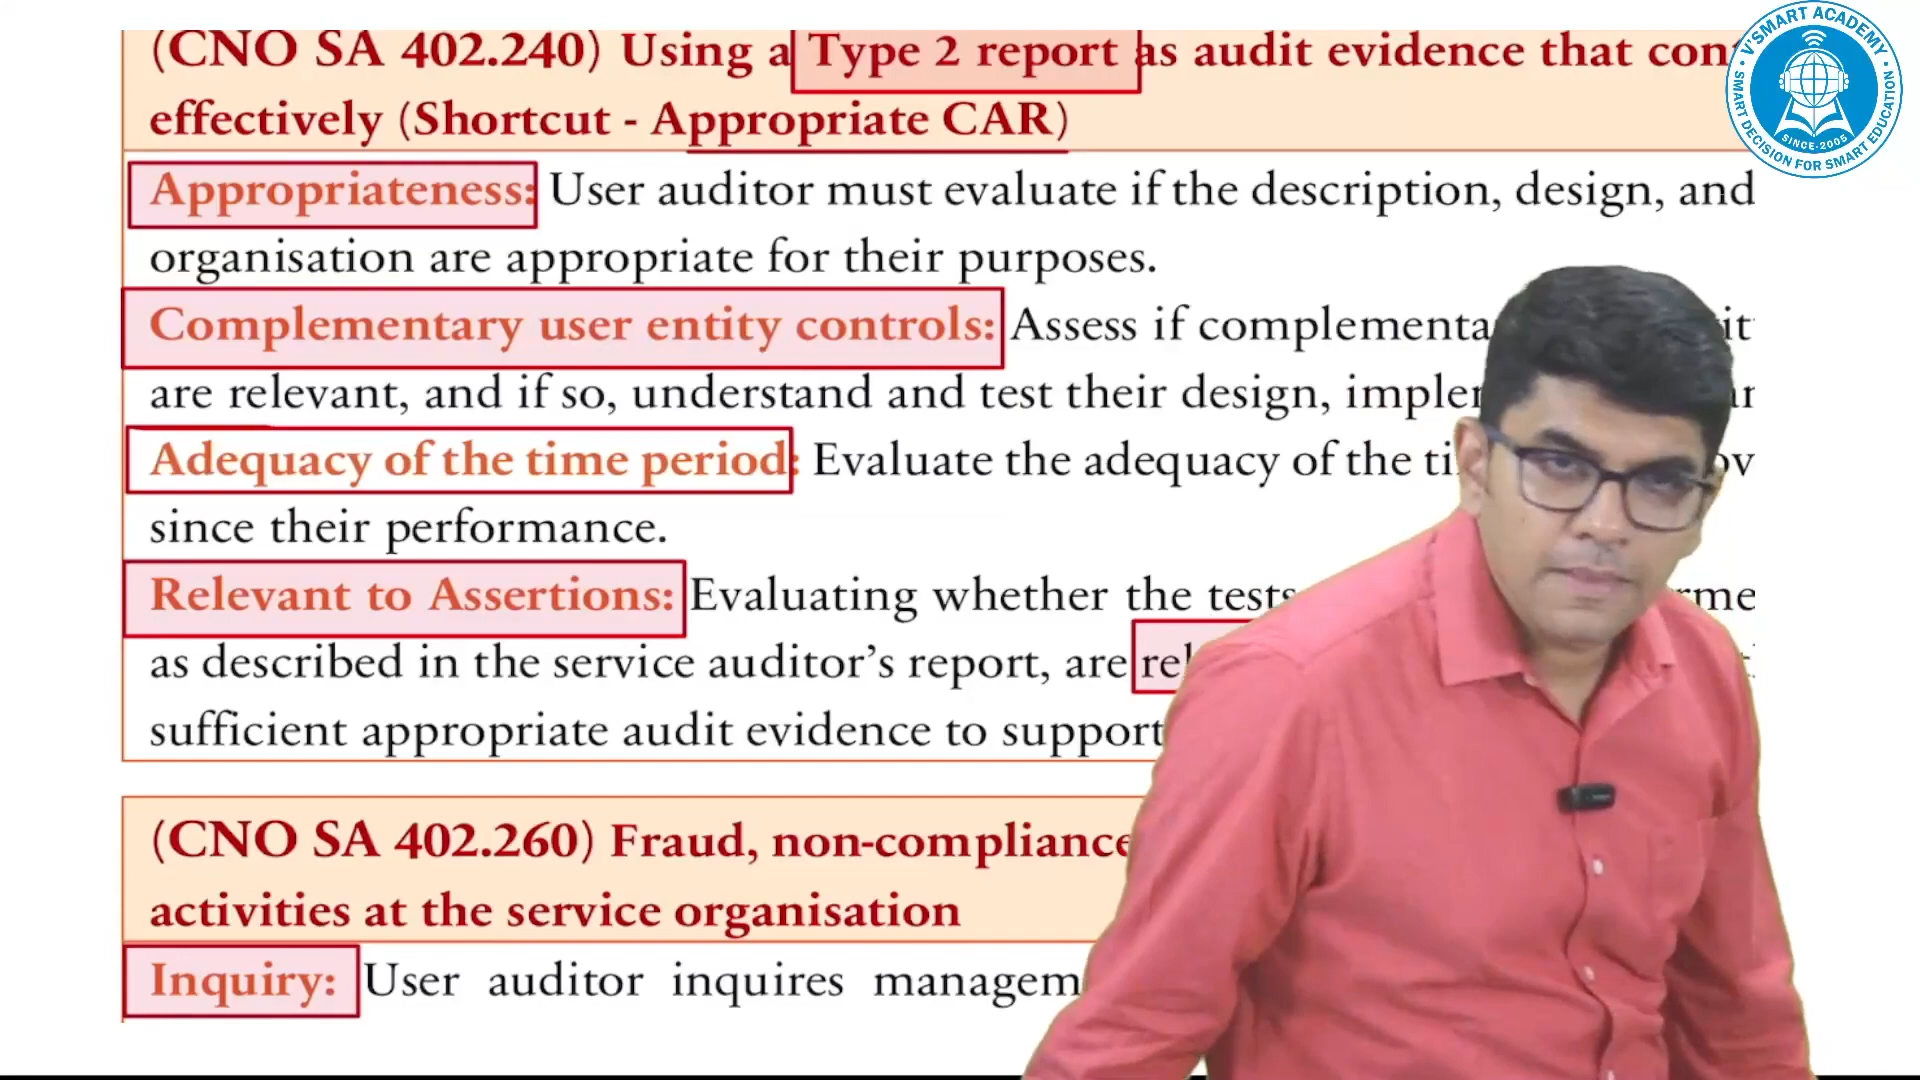 (CNO SA 402.240) Using a Type 2 report as audit evidence that
effectively (Shortcut - Appropriate CAR)
Appropriateness: User auditor must evaluate if the description, design, and
organisation are appropriate for their purposes.
Complementary user entity controls: Assess if
are relevant, and if so, understand and test their design,
Adequacy of the time period: Evaluate the adequacy of the
since their performance.
Relevant to Assertions: Evaluating whether the tests
as described in the service auditor's report, are
sufficient appropriate audit evidence to support
(CNO SA 402.260) Fraud, non-compliance
activities at the service organisation
Inquiry: User auditor inquires
V'SMART ACADEMY
SMART DECISION FOR SMART EDUCATION
SINCE-2005